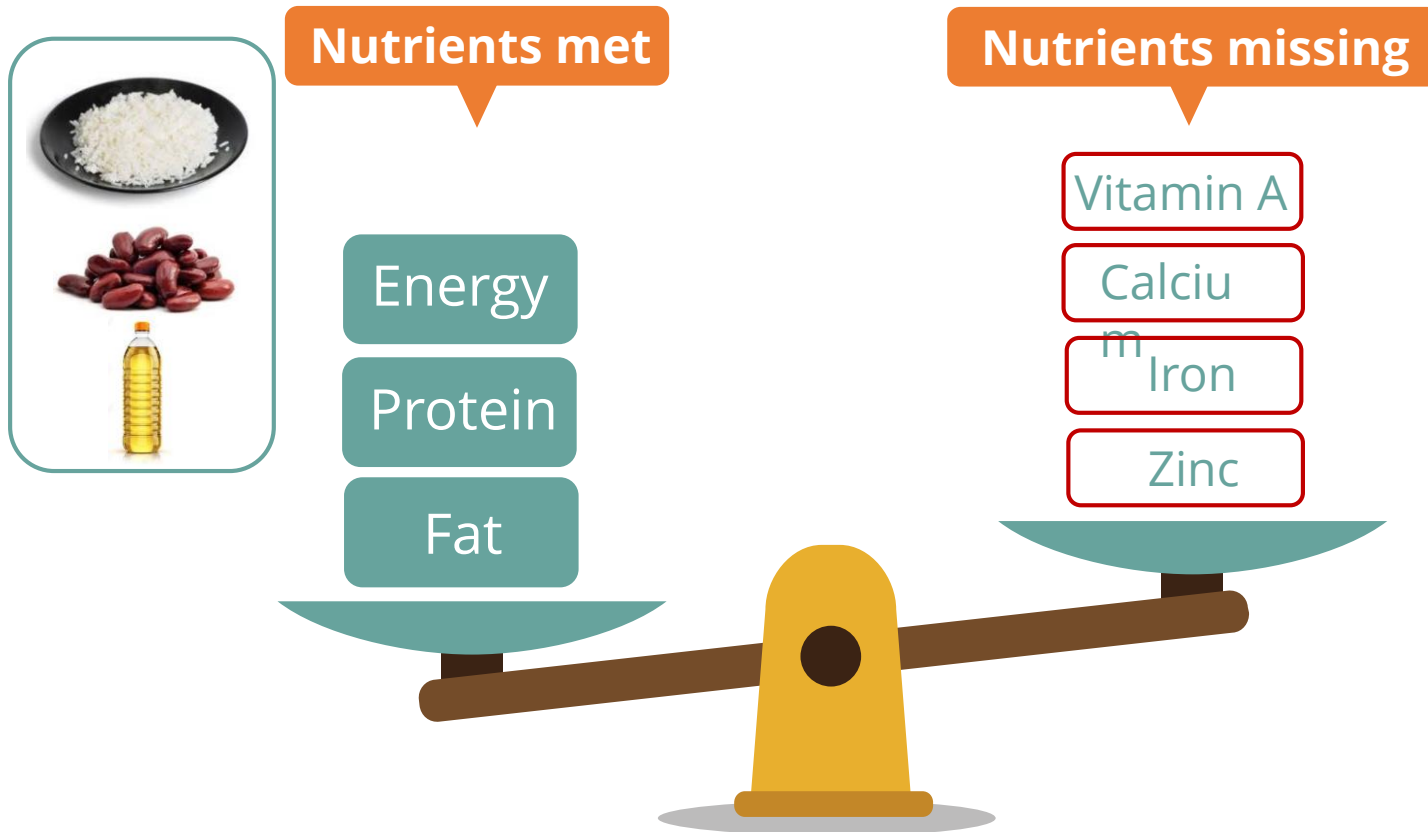 Nutrients met
Nutrients missing
Energy
Protein
Fat
Vitamin A
Calciu
m
Iron
Zinc